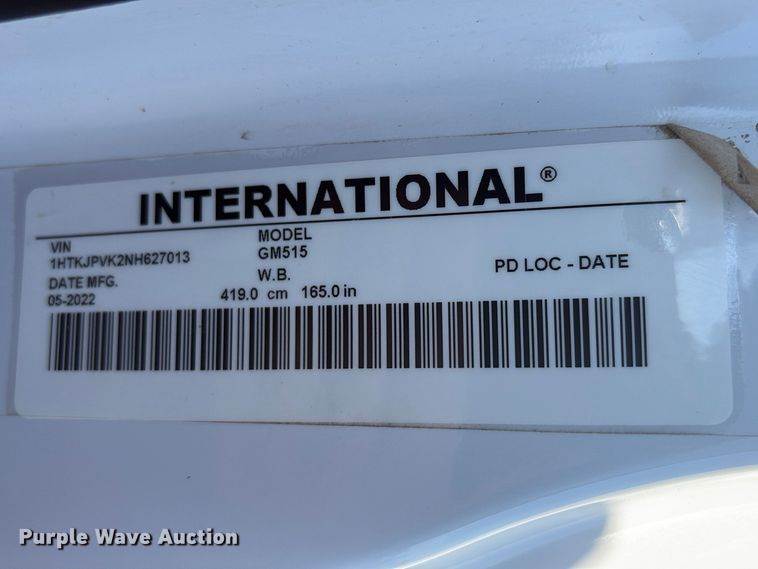 INTERNATIONAL®
VIN MODEL
1HTKJPVK2NH627013 GM515
DATE MFG. W.B. PD LOC - DATE
05-2022 419.0 cm 165.0 in
Purple Wave Auction